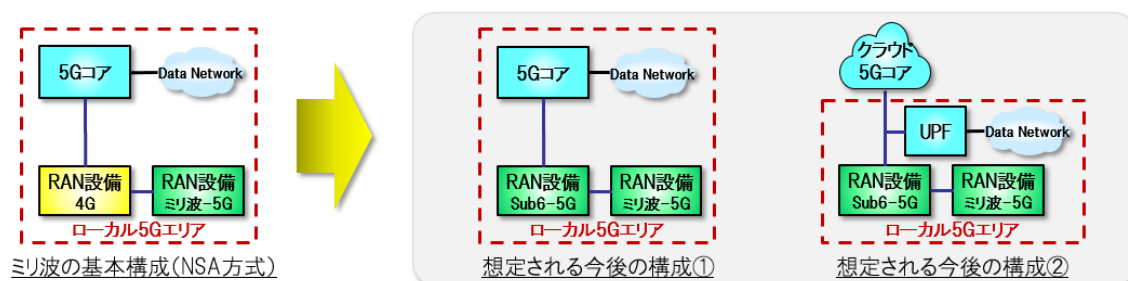 5Gコア
Data Network
RAN設備
4G
RAN設備
ミリ波-5G
ローカル5Gエリア
ミリ波の基本構成(NSA方式)
5Gコア
Data Network
RAN設備
Sub6-5G
RAN設備
ミリ波-5G
ローカル5Gエリア
想定される今後の構成①
クラウド
5Gコア
UPF
Data Network
RAN設備
Sub6-5G
RAN設備
ミリ波-5G
ローカル5Gエリア
想定される今後の構成②